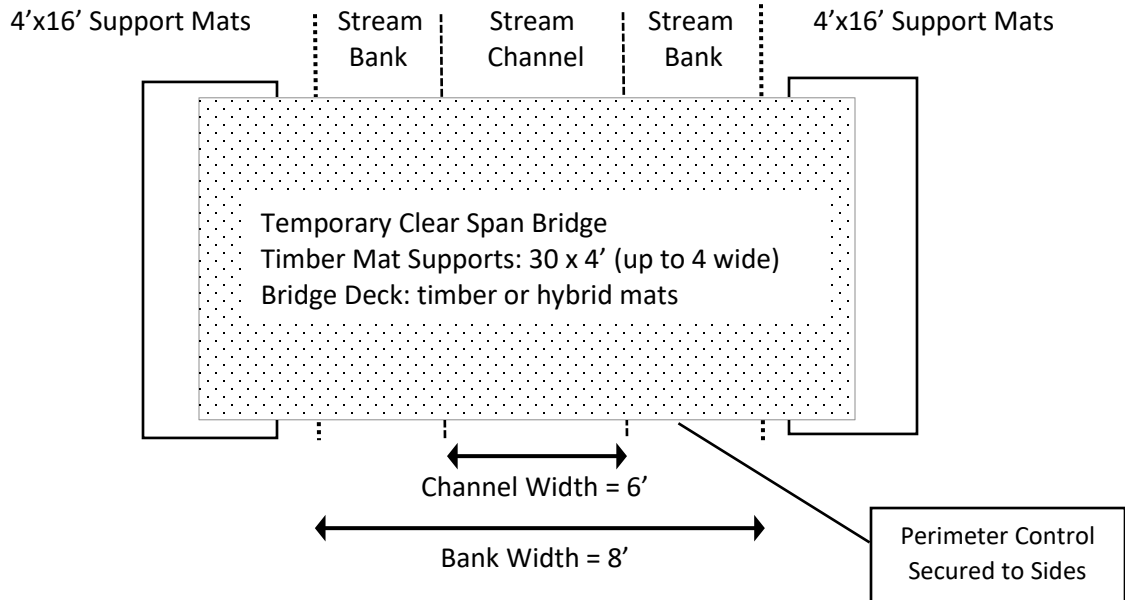 4’x16’ Support Mats
Stream
Bank
Stream
Channel
Stream
Bank
4’x16’ Support Mats
Temporary Clear Span Bridge
Timber Mat Supports: 30 x 4’ (up to 4 wide)
Bridge Deck: timber or hybrid mats
Channel Width = 6’
Bank Width = 8’
Perimeter Control
Secured to Sides